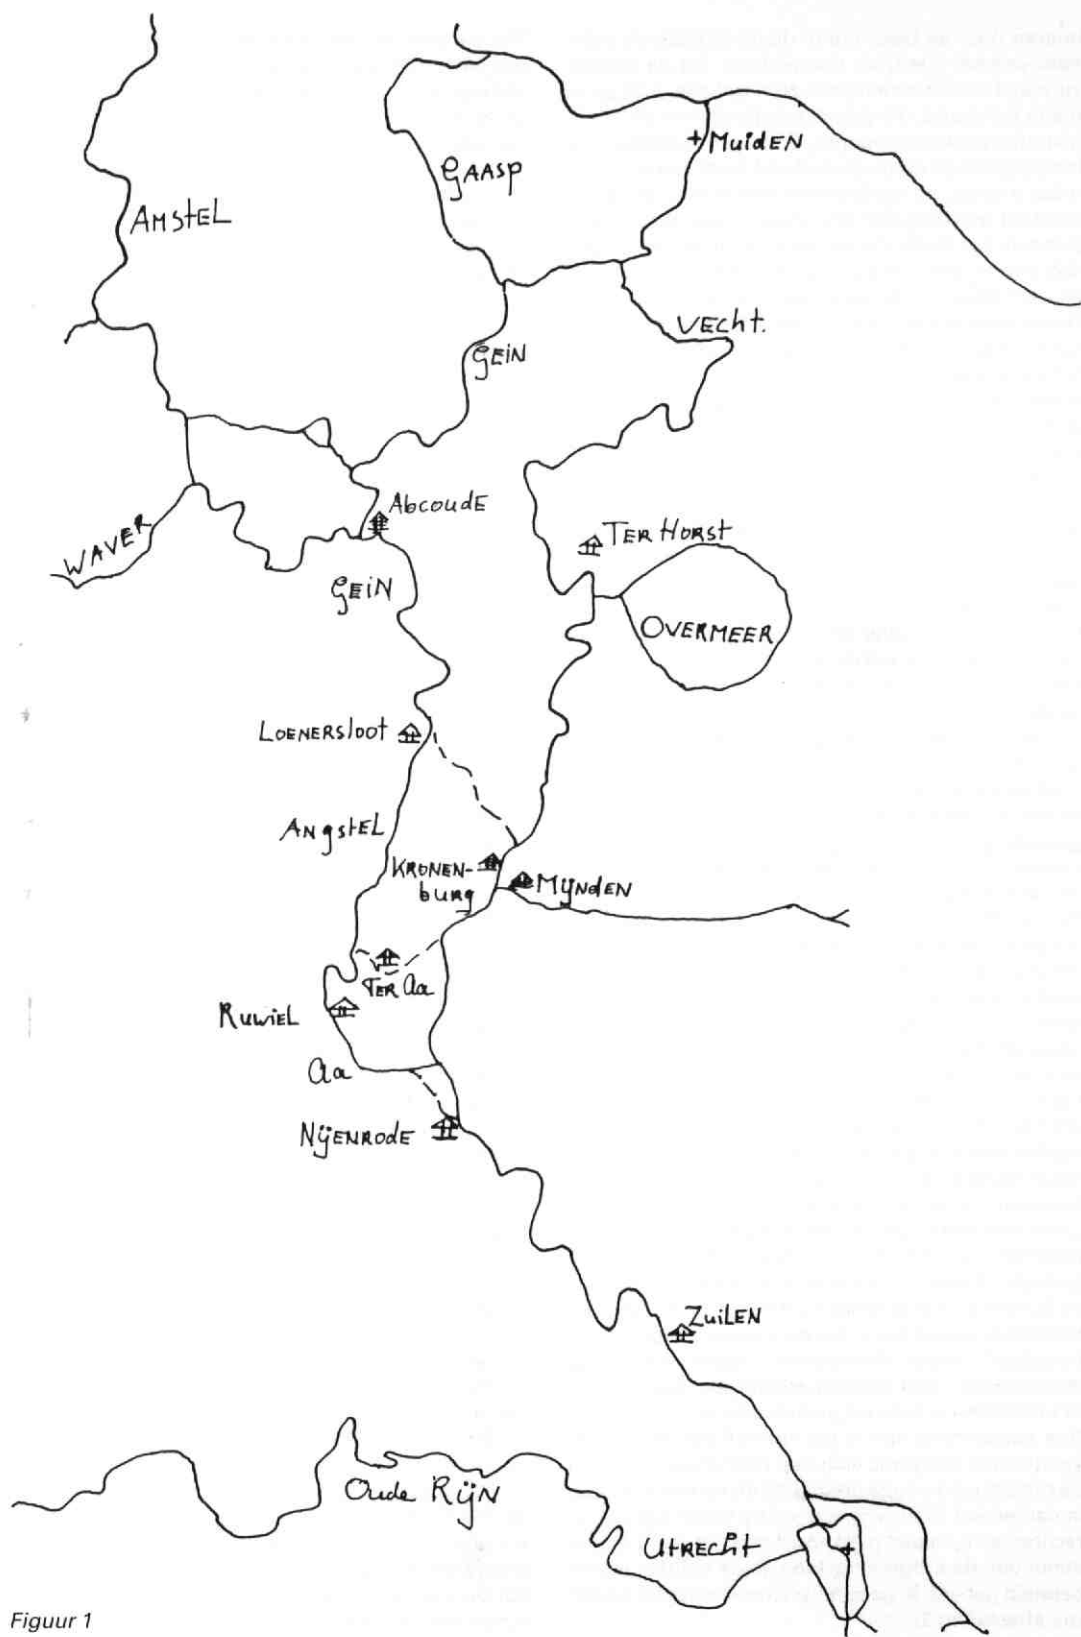 MuidEN
GAASP
AMStEL
VEcht.
GEiN
AbcoudE
TER HORST
WAVER
GEiN
OVERMEER
LOENERSlOOT
ANgstEL
KRONEN-
burg
MijNDEN
TER Aa
RuwiEL
Aa
NijENRodE
ZuiLEN
Oude RijN
UtREcht
Figuur 1